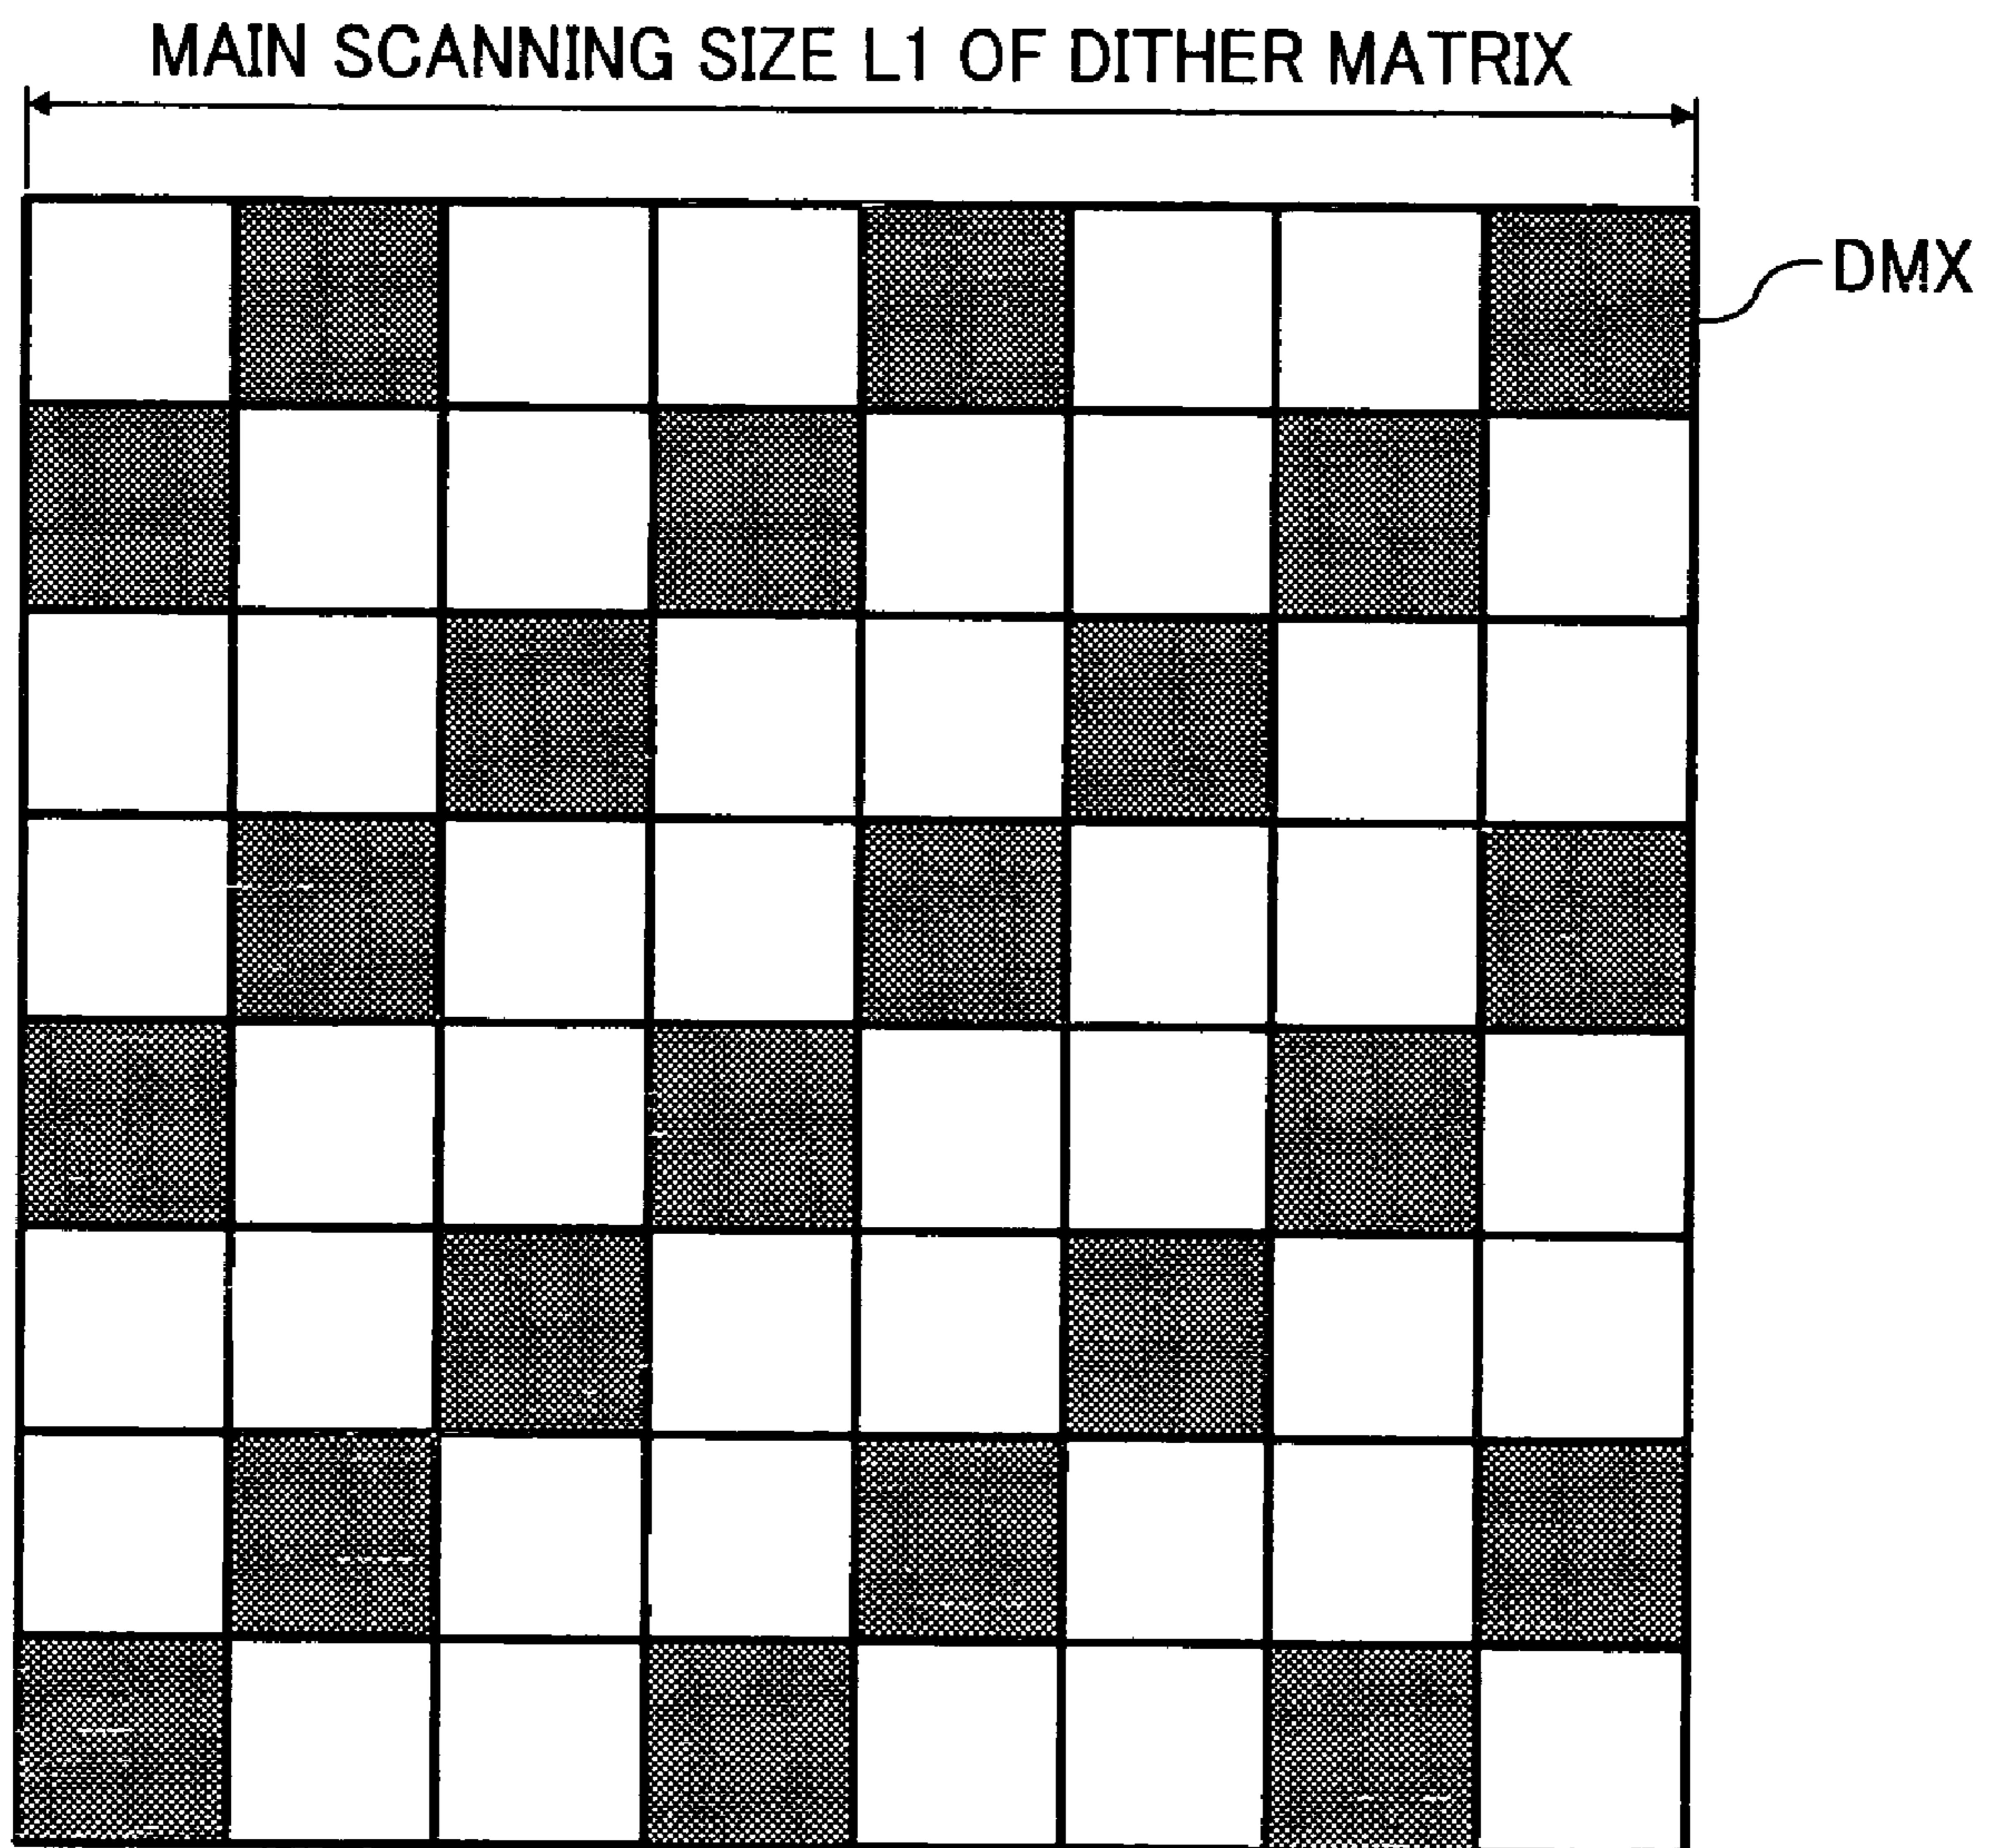 MAIN SCANNING SIZE L1 OF DITHER MATRIX
DMX